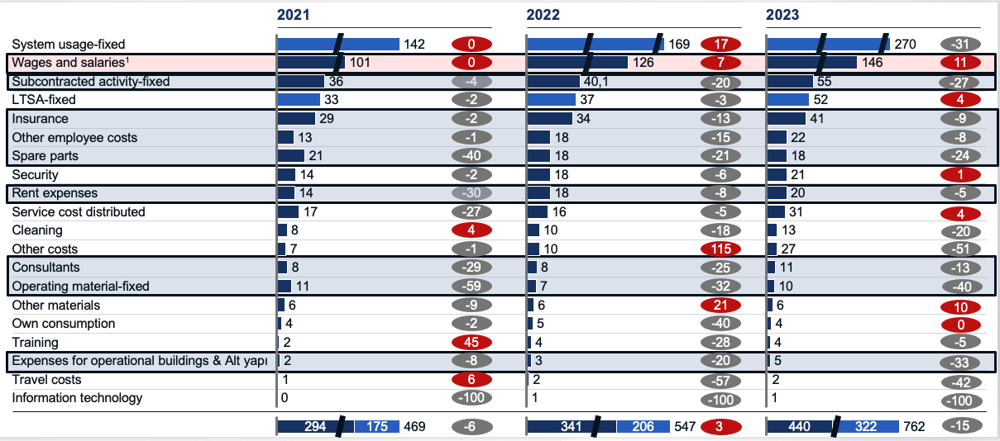 2021 2022 2023
System usage-fixed 142 0 169 17 270 -31
Wages and salaries¹ 101 0 126 7 146 11
Subcontracted activity-fixed 36 -4 40,1 -20 55 -27
LTSA-fixed 33 -2 37 -3 52 4
Insurance 29 -2 34 -13 41 -9
Other employee costs 13 -1 18 -15 22 -8
Spare parts 21 -40 18 -21 18 -24
Security 14 -2 18 -6 21 1
Rent expenses 14 -30 18 -8 20 -5
Service cost distributed 17 -27 16 -5 31 4
Cleaning 8 4 10 -18 13 -20
Other costs 7 -1 10 115 27 -51
Consultants 8 -29 8 -25 11 -13
Operating material-fixed 11 -59 7 -32 10 -40
Other materials 6 -9 6 21 6 10
Own consumption 4 -2 5 -40 4 0
Training 2 45 4 -28 4 -5
Expenses for operational buildings & Alt yapı 2 -8 3 -20 5 -33
Travel costs 1 6 2 -57 2 -42
Information technology 0 -100 1 -100 1 -100
294 175 469 -6 341 206 547 3 440 322 762 -15